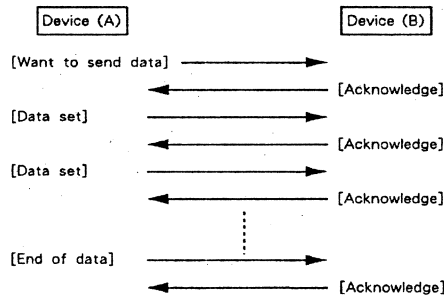 Device (A) Device (B)
[Want to send data]
[Acknowledge]
[Data set]
[Acknowledge]
[Data set]
[Acknowledge]
[End of data]
[Acknowledge]